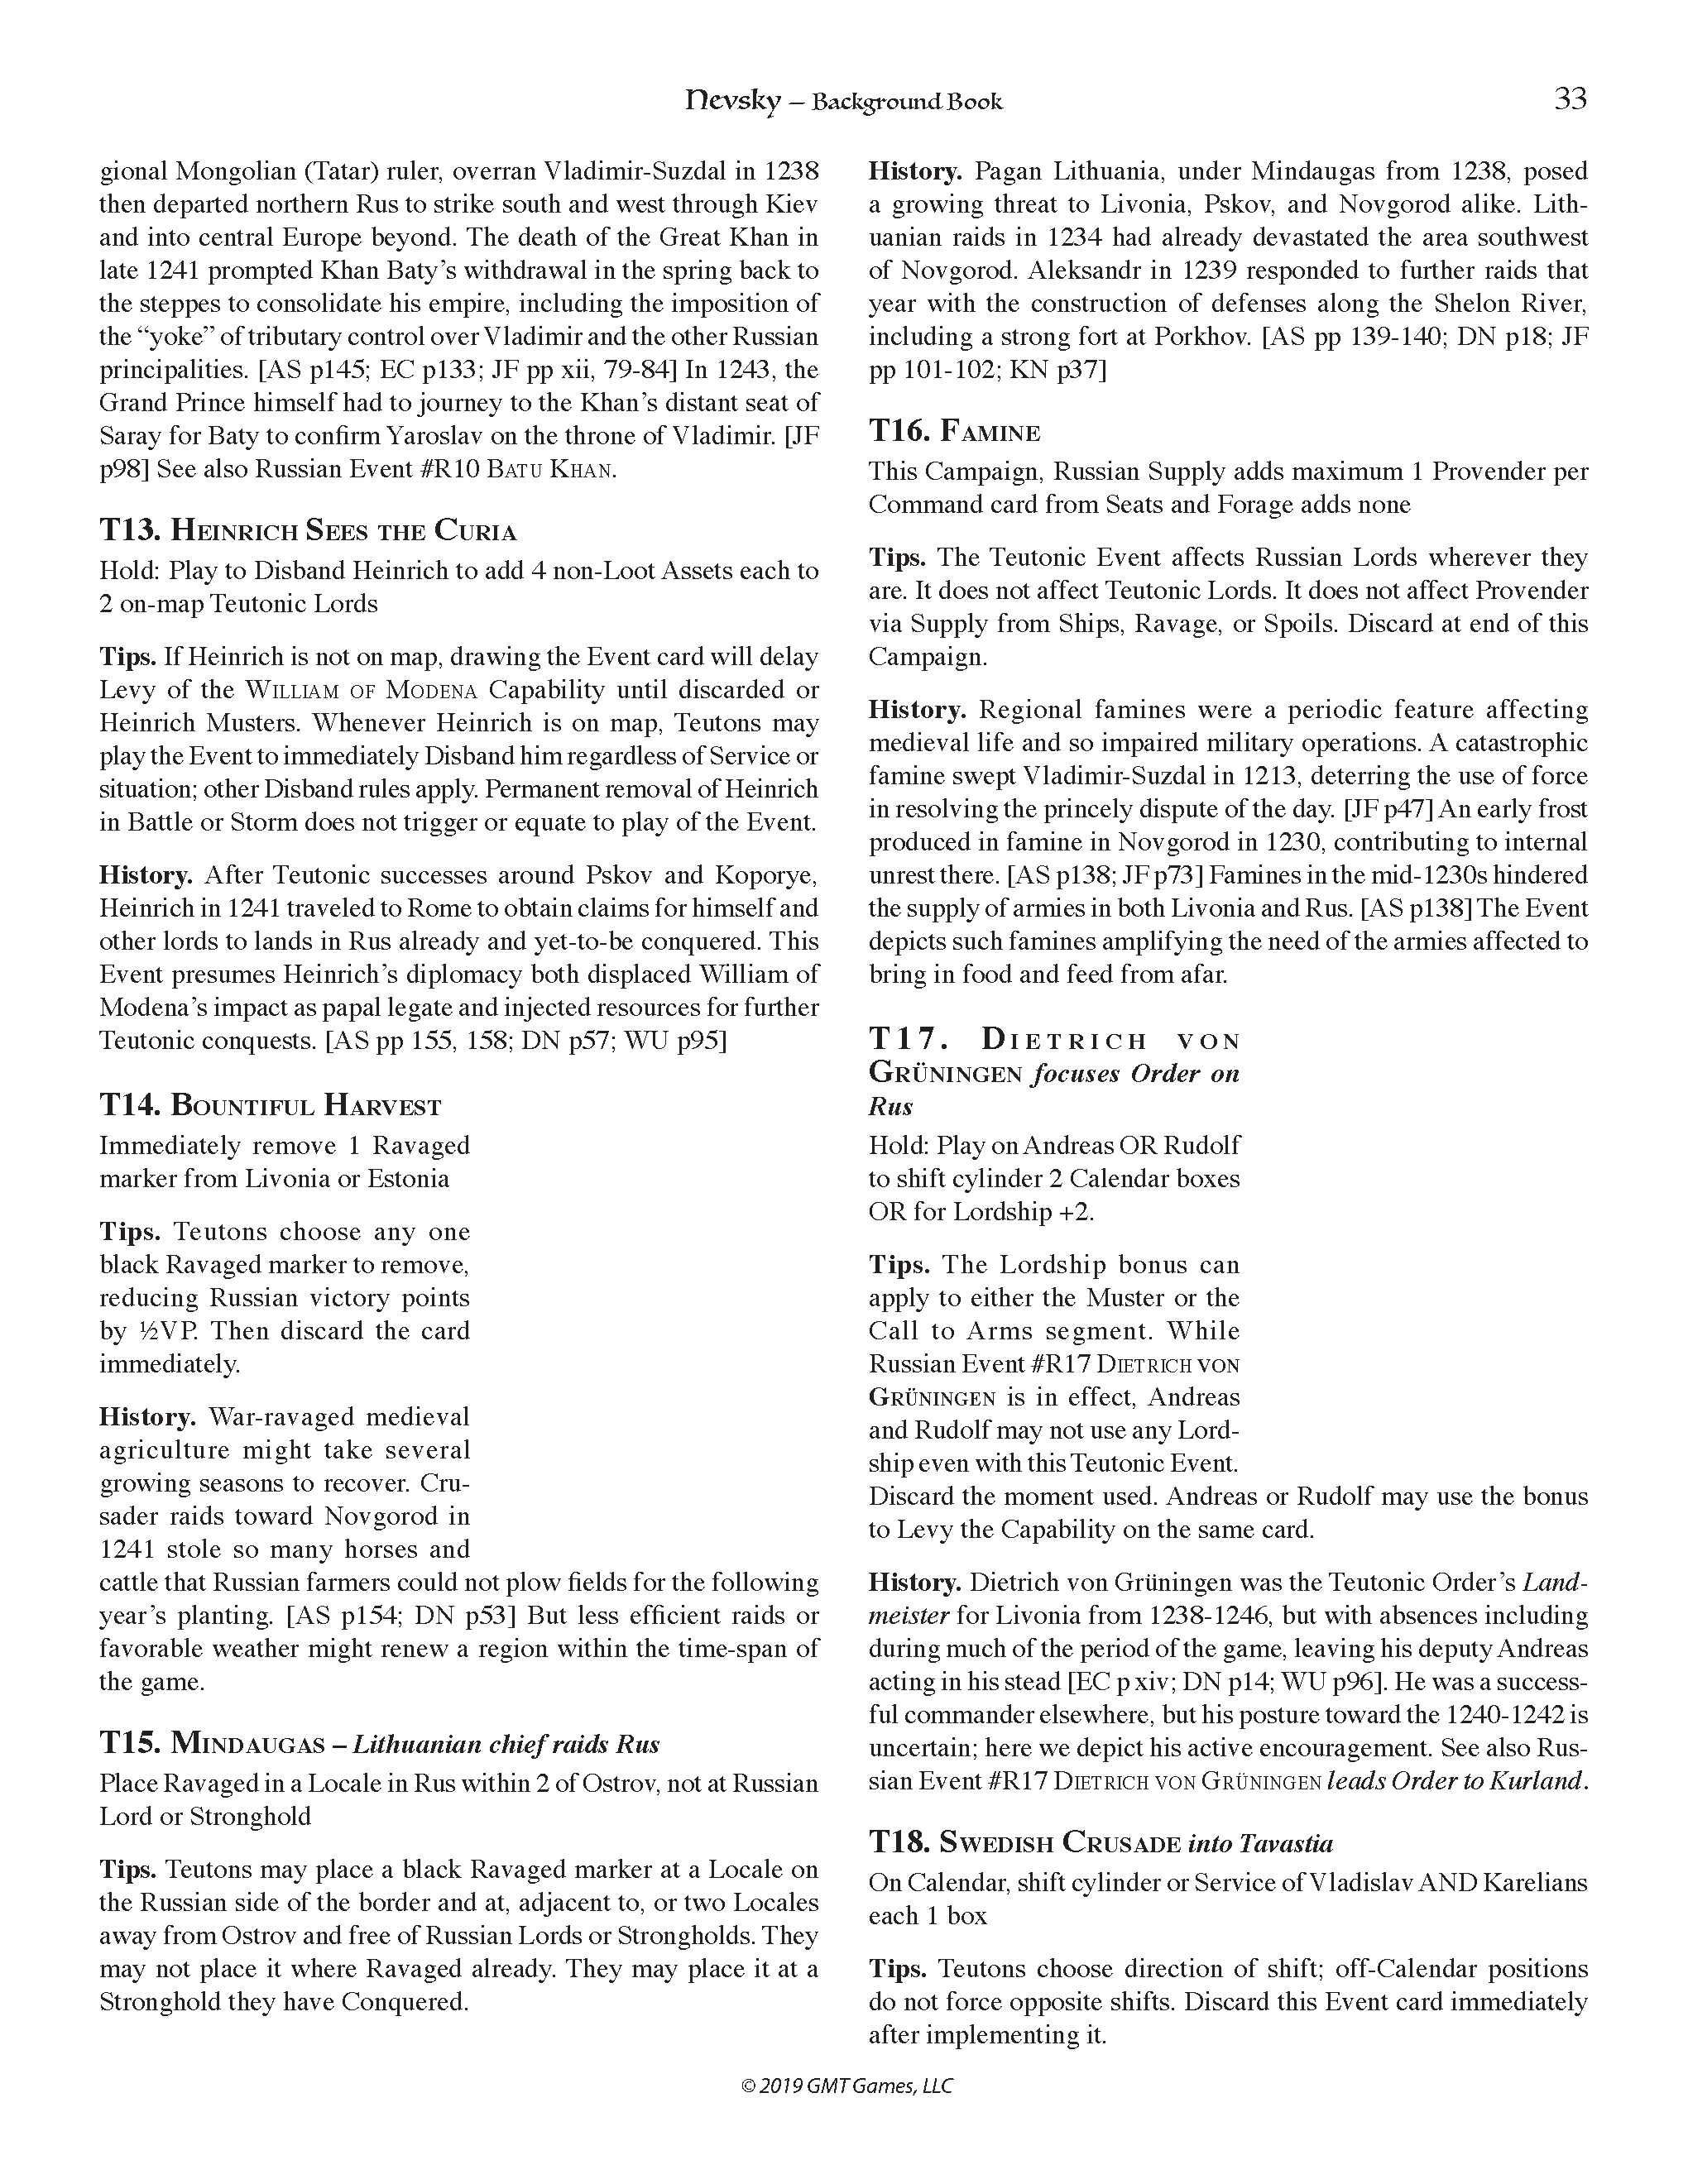 Nevsky – Background Book
33
gional Mongolian (Tatar) ruler, overran Vladimir-Suzdal in 1238
then departed northern Rus to strike south and west through Kiev
and into central Europe beyond. The death of the Great Khan in
late 1241 prompted Khan Baty’s withdrawal in the spring back to
the steppes to consolidate his empire, including the imposition of
the “yoke” of tributary control over Vladimir and the other Russian
principalities. [AS p145; EC p133; JF pp xii, 79-84] In 1243, the
Grand Prince himself had to journey to the Khan’s distant seat of
Saray for Baty to confirm Yaroslav on the throne of Vladimir. [JF
p98] See also Russian Event #R10 Batu Khan.
T13. Heinrich Sees the Curia
Hold: Play to Disband Heinrich to add 4 non-Loot Assets each to
2 on-map Teutonic Lords
Tips. If Heinrich is not on map, drawing the Event card will delay
Levy of the William of Modena Capability until discarded or
Heinrich Musters. Whenever Heinrich is on map, Teutons may
play the Event to immediately Disband him regardless of Service or
situation; other Disband rules apply. Permanent removal of Heinrich
in Battle or Storm does not trigger or equate to play of the Event.
History. After Teutonic successes around Pskov and Koporye,
Heinrich in 1241 traveled to Rome to obtain claims for himself and
other lords to lands in Rus already and yet-to-be conquered. This
Event presumes Heinrich’s diplomacy both displaced William of
Modena’s impact as papal legate and injected resources for further
Teutonic conquests. [AS pp 155, 158; DN p57; WU p95]
T14. Bountiful Harvest
Immediately remove 1 Ravaged
marker from Livonia or Estonia
Tips. Teutons choose any one
black Ravaged marker to remove,
reducing Russian victory points
by ½VP. Then discard the card
immediately.
History. War-ravaged medieval
agriculture might take several
growing seasons to recover. Cru-
sader raids toward Novgorod in
1241 stole so many horses and
cattle that Russian farmers could not plow fields for the following
year’s planting. [AS p154; DN p53] But less efficient raids or
favorable weather might renew a region within the time-span of
the game.
T15. Mindaugas – Lithuanian chief raids Rus
Place Ravaged in a Locale in Rus within 2 of Ostrov, not at Russian
Lord or Stronghold
Tips. Teutons may place a black Ravaged marker at a Locale on
the Russian side of the border and at, adjacent to, or two Locales
away from Ostrov and free of Russian Lords or Strongholds. They
may not place it where Ravaged already. They may place it at a
Stronghold they have Conquered.
History. Pagan Lithuania, under Mindaugas from 1238, posed
a growing threat to Livonia, Pskov, and Novgorod alike. Lith-
uanian raids in 1234 had already devastated the area southwest
of Novgorod. Aleksandr in 1239 responded to further raids that
year with the construction of defenses along the Shelon River,
including a strong fort at Porkhov. [AS pp 139-140; DN p18; JF
pp 101-102; KN p37]
T16. Famine
This Campaign, Russian Supply adds maximum 1 Provender per
Command card from Seats and Forage adds none
Tips. The Teutonic Event affects Russian Lords wherever they
are. It does not affect Teutonic Lords. It does not affect Provender
via Supply from Ships, Ravage, or Spoils. Discard at end of this
Campaign.
History. Regional famines were a periodic feature affecting
medieval life and so impaired military operations. A catastrophic
famine swept Vladimir-Suzdal in 1213, deterring the use of force
in resolving the princely dispute of the day. [JF p47] An early frost
produced in famine in Novgorod in 1230, contributing to internal
unrest there. [AS p138; JF p73] Famines in the mid-1230s hindered
the supply of armies in both Livonia and Rus. [AS p138] The Event
depicts such famines amplifying the need of the armies affected to
bring in food and feed from afar.
T17. Dietrich von
Grüningen focuses Order on
Rus
Hold: Play on Andreas OR Rudolf
to shift cylinder 2 Calendar boxes
OR for Lordship +2.
Tips. The Lordship bonus can
apply to either the Muster or the
Call to Arms segment. While
Russian Event #R17 Dietrich von
Grüningen is in effect, Andreas
and Rudolf may not use any Lord-
ship even with this Teutonic Event.
Discard the moment used. Andreas or Rudolf may use the bonus
to Levy the Capability on the same card.
History. Dietrich von Grüningen was the Teutonic Order’s Land-
meister for Livonia from 1238-1246, but with absences including
during much of the period of the game, leaving his deputy Andreas
acting in his stead [EC p xiv; DN p14; WU p96]. He was a success-
ful commander elsewhere, but his posture toward the 1240-1242 is
uncertain; here we depict his active encouragement. See also Rus-
sian Event #R17 Dietrich von Grüningen leads Order to Kurland.
T18. Swedish Crusade into Tavastia
On Calendar, shift cylinder or Service of Vladislav AND Karelians
each 1 box
Tips. Teutons choose direction of shift; off-Calendar positions
do not force opposite shifts. Discard this Event card immediately
after implementing it.
© 2019 GMT Games, LLC